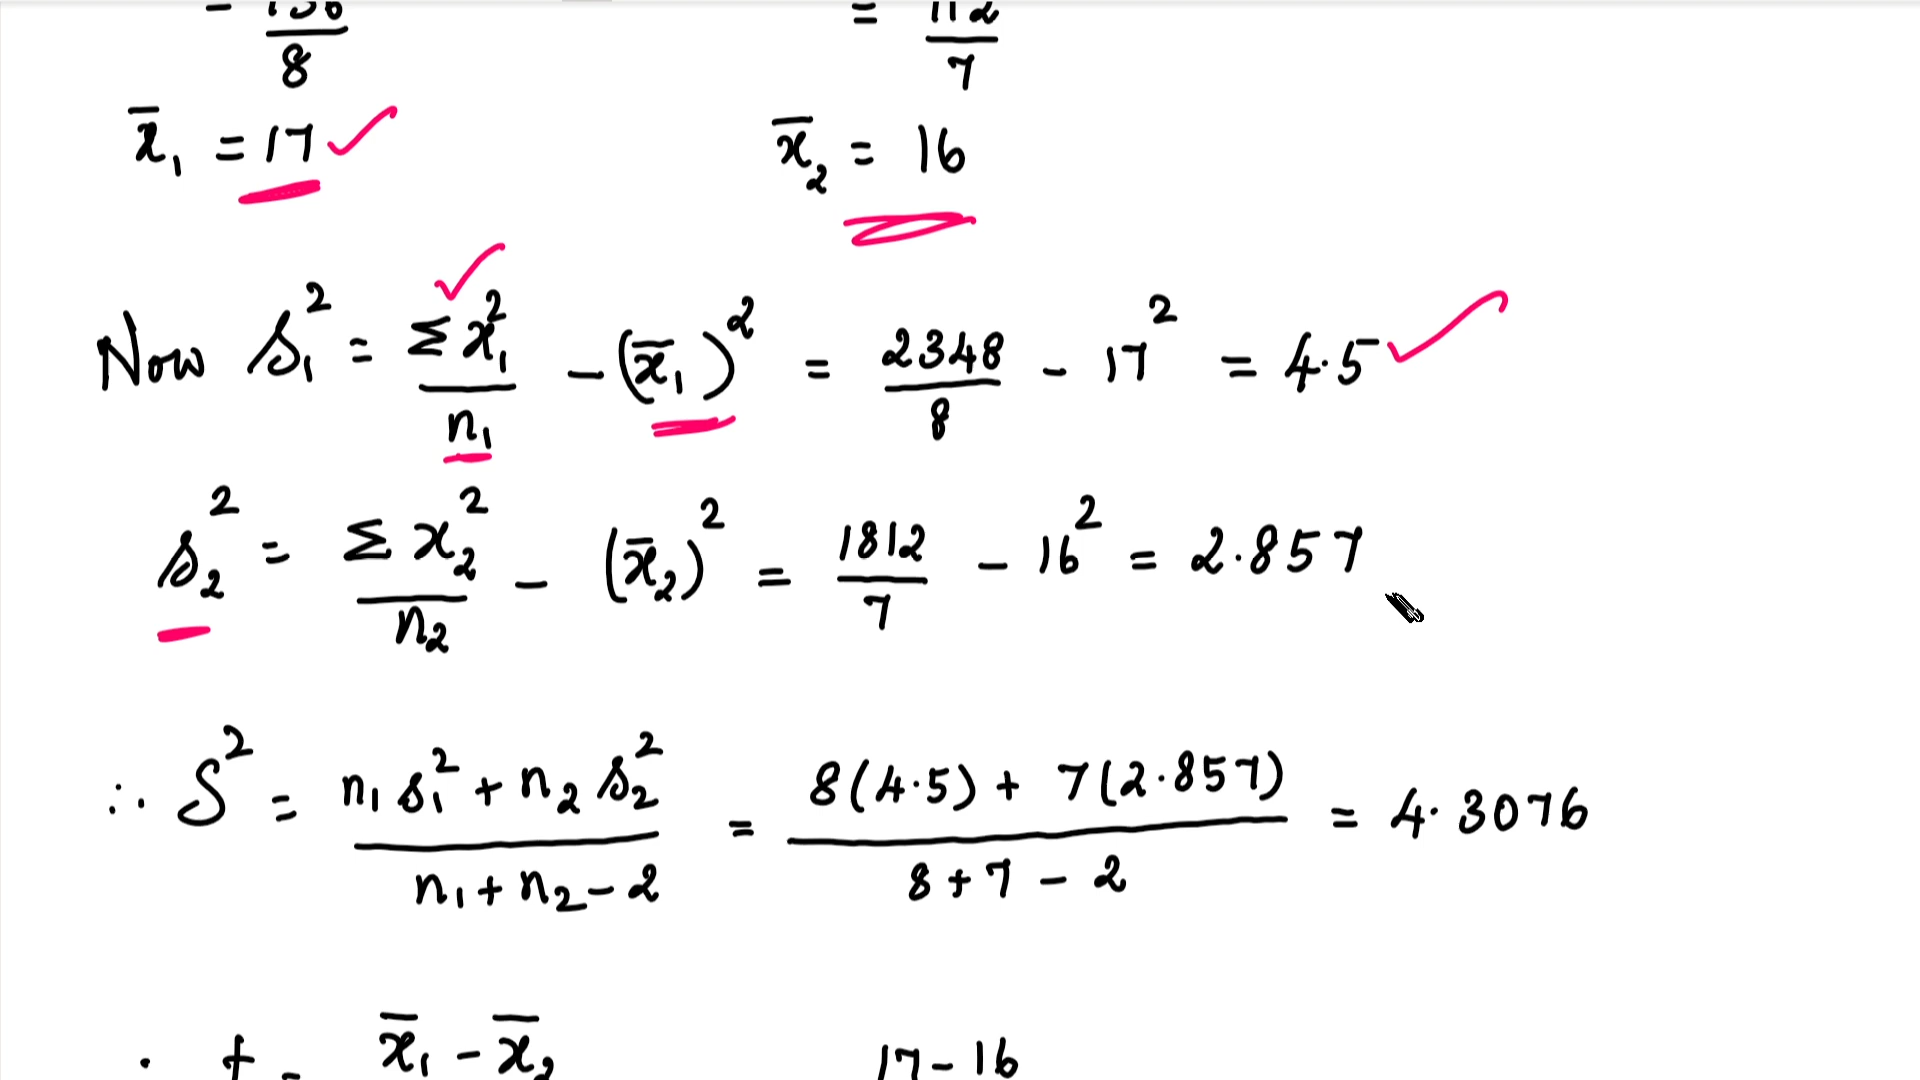 = 136/8 = 112/7
x̄₁ = 17 x̄₂ = 16
Now s₁² = Σx₁²/n₁ - (x̄₁)² = 2348/8 - 17² = 4.5
s₂² = Σx₂²/n₂ - (x̄₂)² = 1812/7 - 16² = 2.857
∴ S² = (n₁s₁² + n₂s₂²)/(n₁ + n₂ - 2) = (8(4.5) + 7(2.857))/(8 + 7 - 2) = 4.3076
t = x̄₁ - x̄₂ 17 - 16